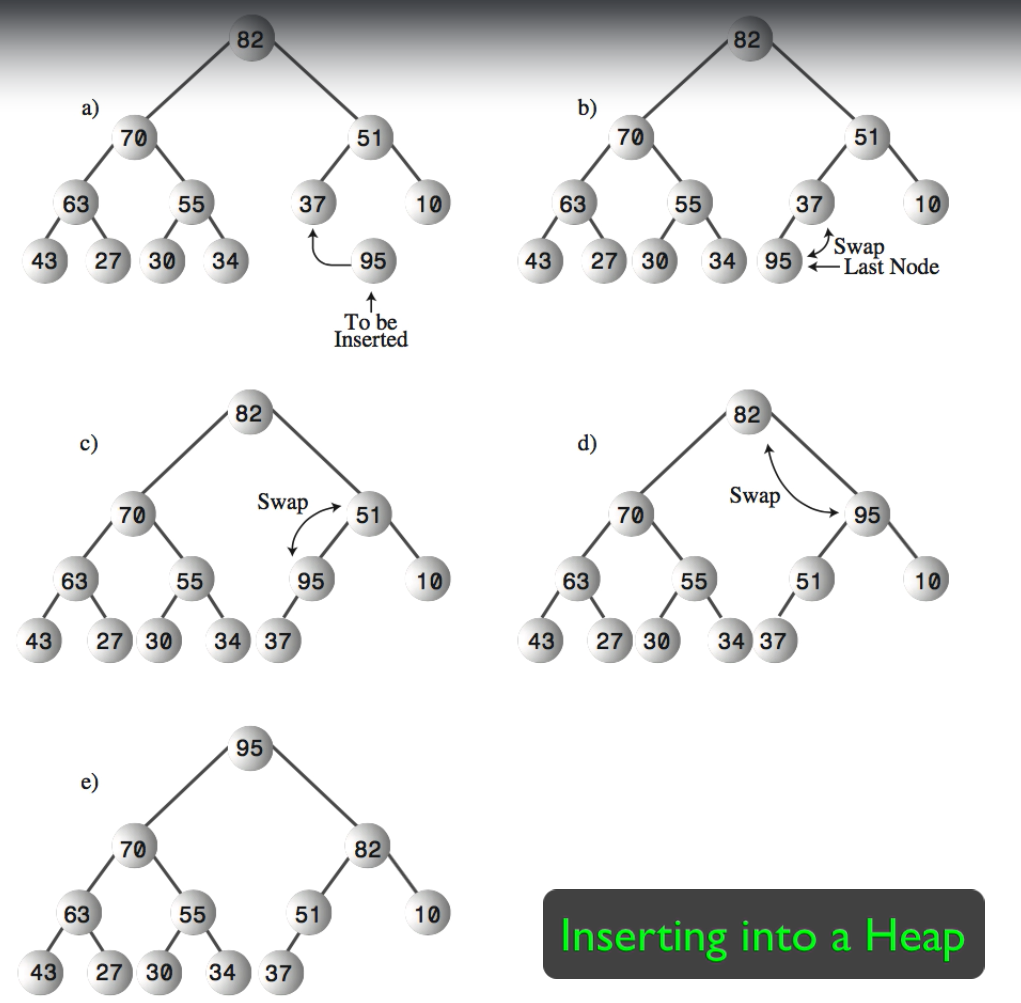 82
a)
70 51
63 55 37 10
43 27 30 34 95
To be
Inserted
82
b)
70 51
63 55 37 10
43 27 30 34 95 Swap
Last Node
82
c)
Swap
70 51
63 55 95 10
43 27 30 34 37
82
d)
Swap
70 95
63 55 51 10
43 27 30 34 37
95
e)
70 82
63 55 51 10
43 27 30 34 37
Inserting into a Heap